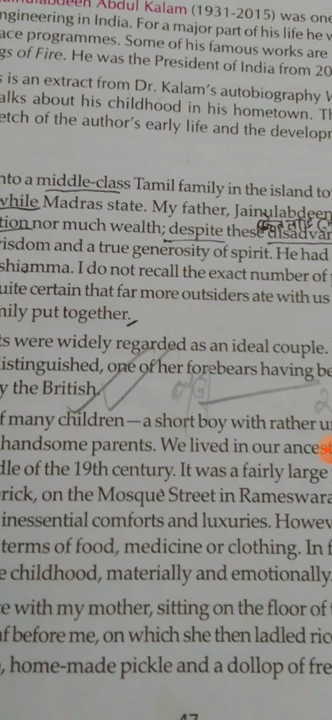 Abdul Kalam (1931-2015) was one
ngineering in India. For a major part of his life he w
ace programmes. Some of his famous works are
gs of Fire. He was the President of India from 20
s is an extract from Dr. Kalam's autobiography W
alks about his childhood in his hometown. Th
etch of the author's early life and the developm
nto a middle-class Tamil family in the island to
while Madras state. My father, Jainulabdeen
tion nor much wealth; despite these disadvan
risdom and a true generosity of spirit. He had
shiamma. I do not recall the exact number of
uite certain that far more outsiders ate with us
mily put together.
ts were widely regarded as an ideal couple.
istinguished, one of her forebears having be
y the British.
f many children—a short boy with rather u
handsome parents. We lived in our ances
dle of the 19th century. It was a fairly large
rick, on the Mosque Street in Rameswara
inessential comforts and luxuries. Howev
terms of food, medicine or clothing. In f
e childhood, materially and emotionally.
e with my mother, sitting on the floor of
af before me, on which she then ladled ric
, home-made pickle and a dollop of fre
47